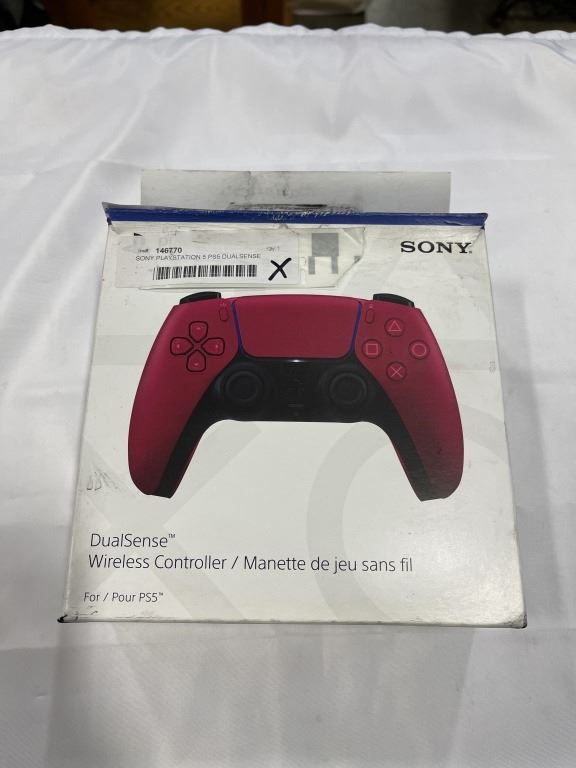 146770
SONY PLAYSTATION 5 PS5 DUALSENSE
X
SONY
DualSense™
Wireless Controller / Manette de jeu sans fil
For / Pour PS5™